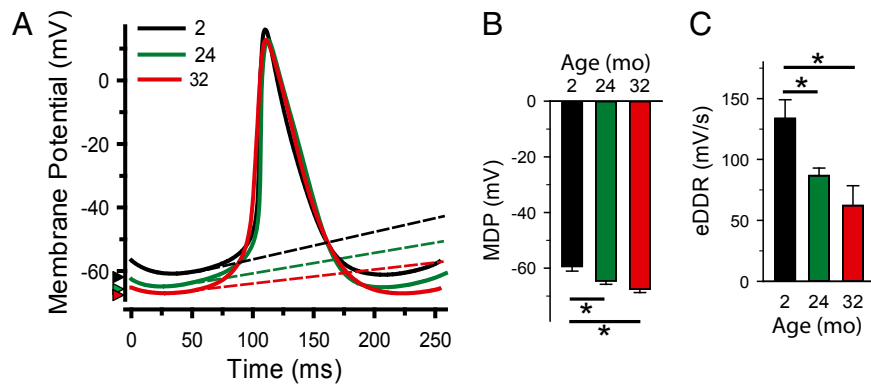 A
2
24
32
Membrane Potential (mV)
0
-20
-40
-60
0 50 100 150 200 250
Time (ms)
B
Age (mo)
2 24 32
MDP (mV)
0
-20
-40
-60
*
*
C
*
*
eDDR (mV/s)
150
100
50
0
2 24 32
Age (mo)